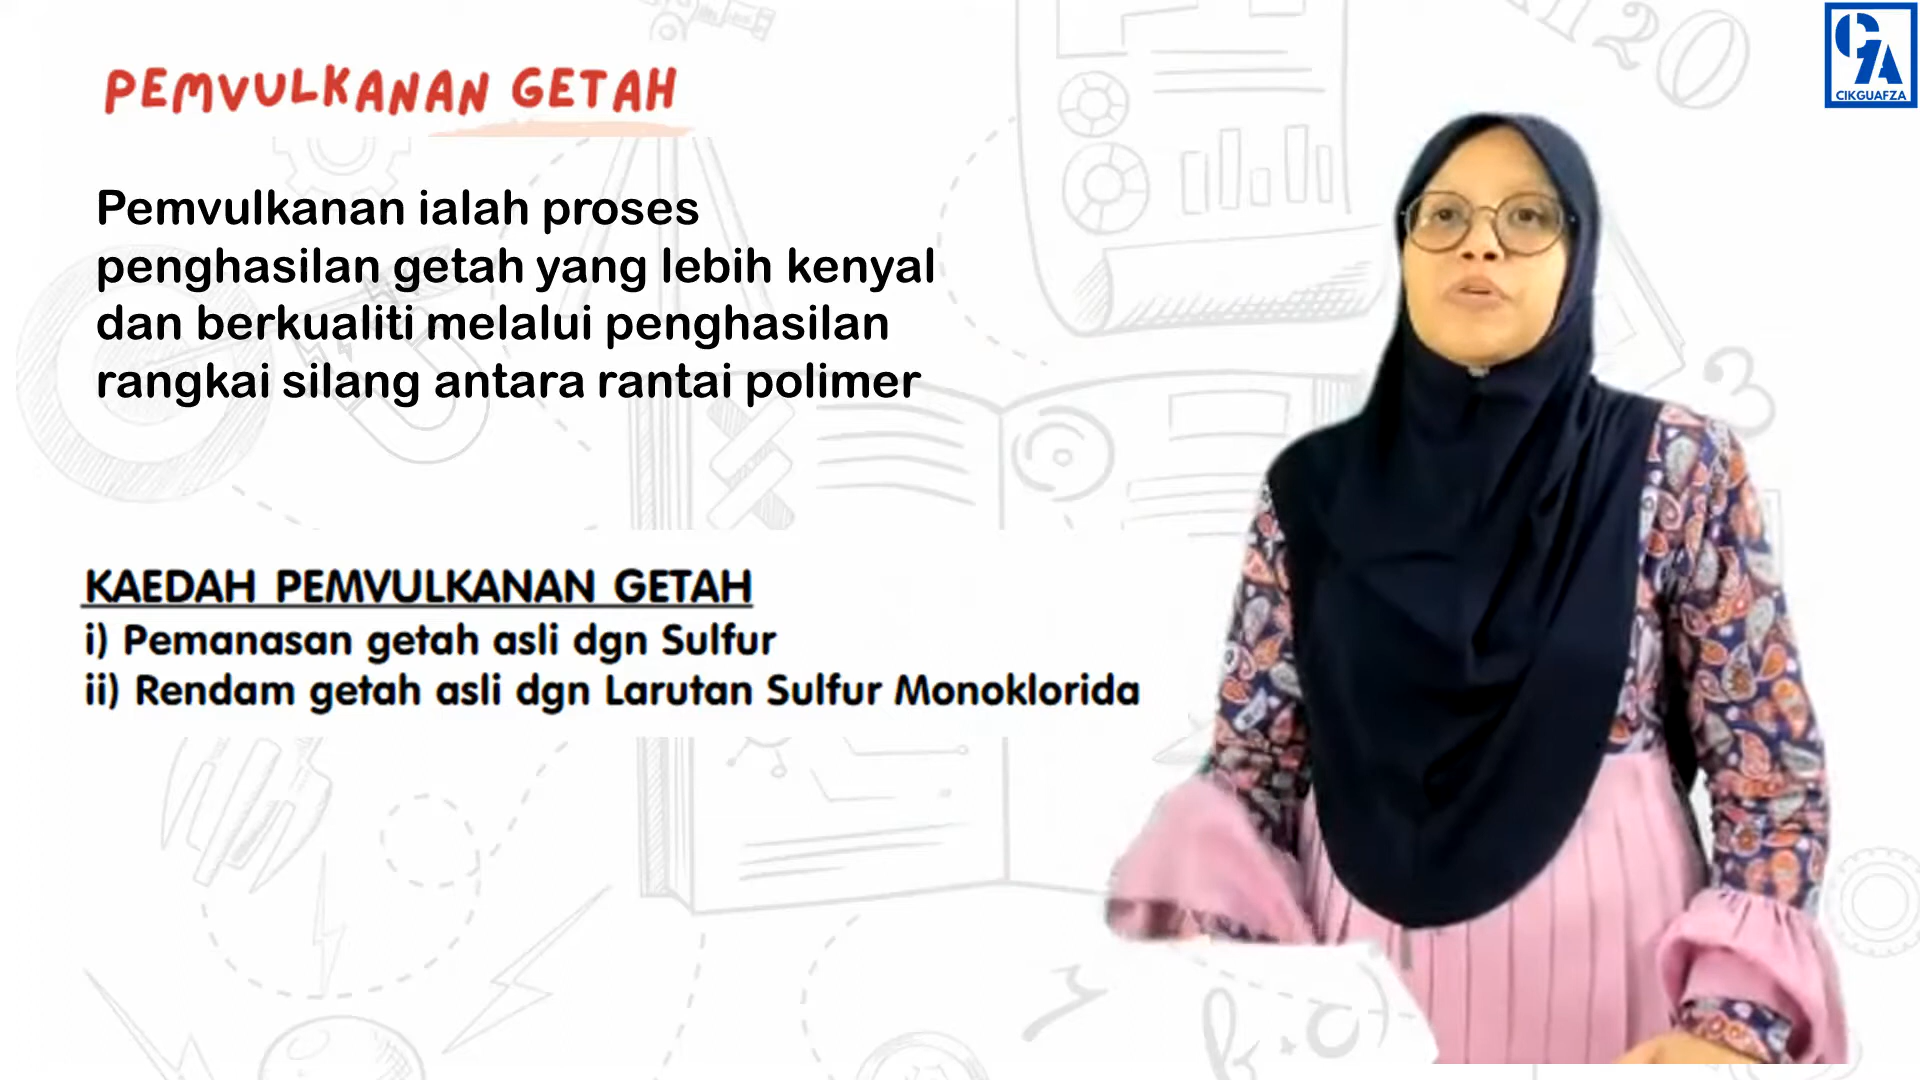 PEMVULKANAN GETAH
CIKGUAFZA
Pemvulkanan ialah proses
penghasilan getah yang lebih kenyal
dan berkualiti melalui penghasilan
rangkai silang antara rantai polimer
KAEDAH PEMVULKANAN GETAH
i) Pemanasan getah asli dgn Sulfur
ii) Rendam getah asli dgn Larutan Sulfur Monoklorida